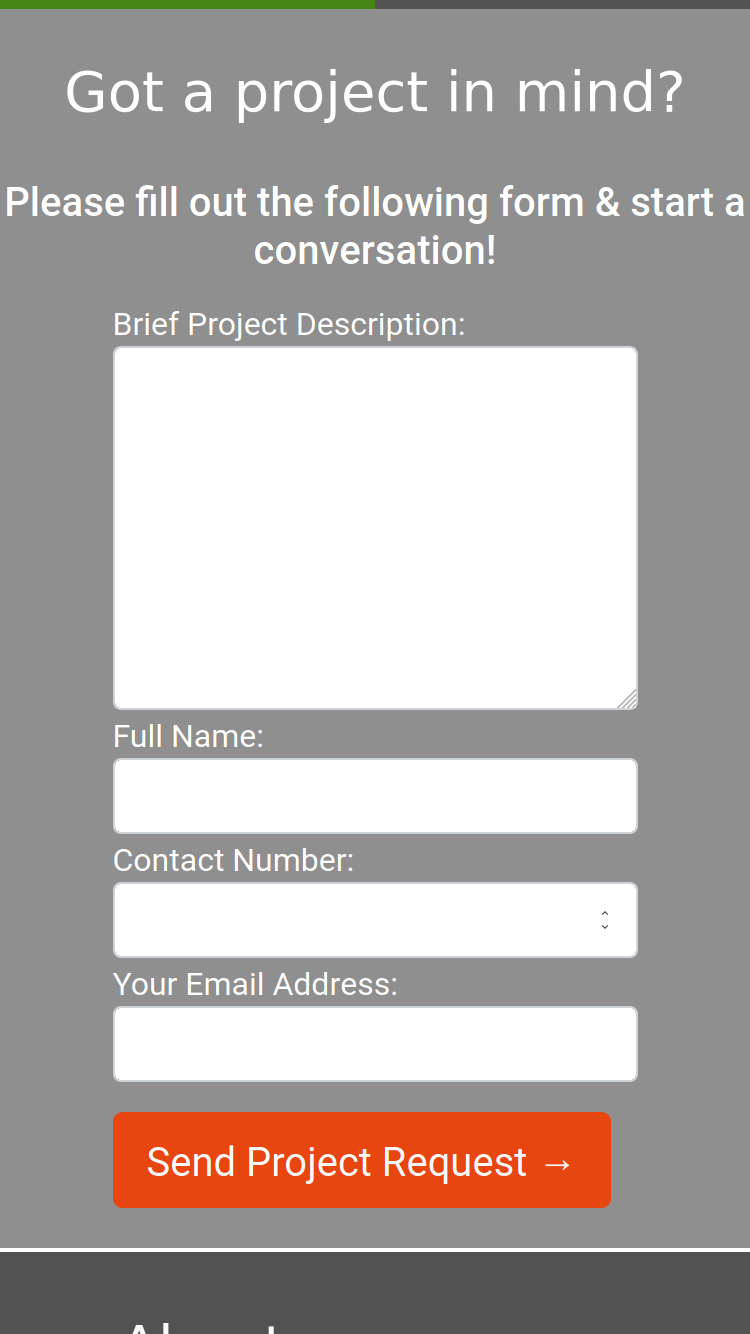 Got a project in mind?
Please fill out the following form & start a
conversation!
Brief Project Description:
Full Name:
Contact Number:
Your Email Address:
Send Project Request →